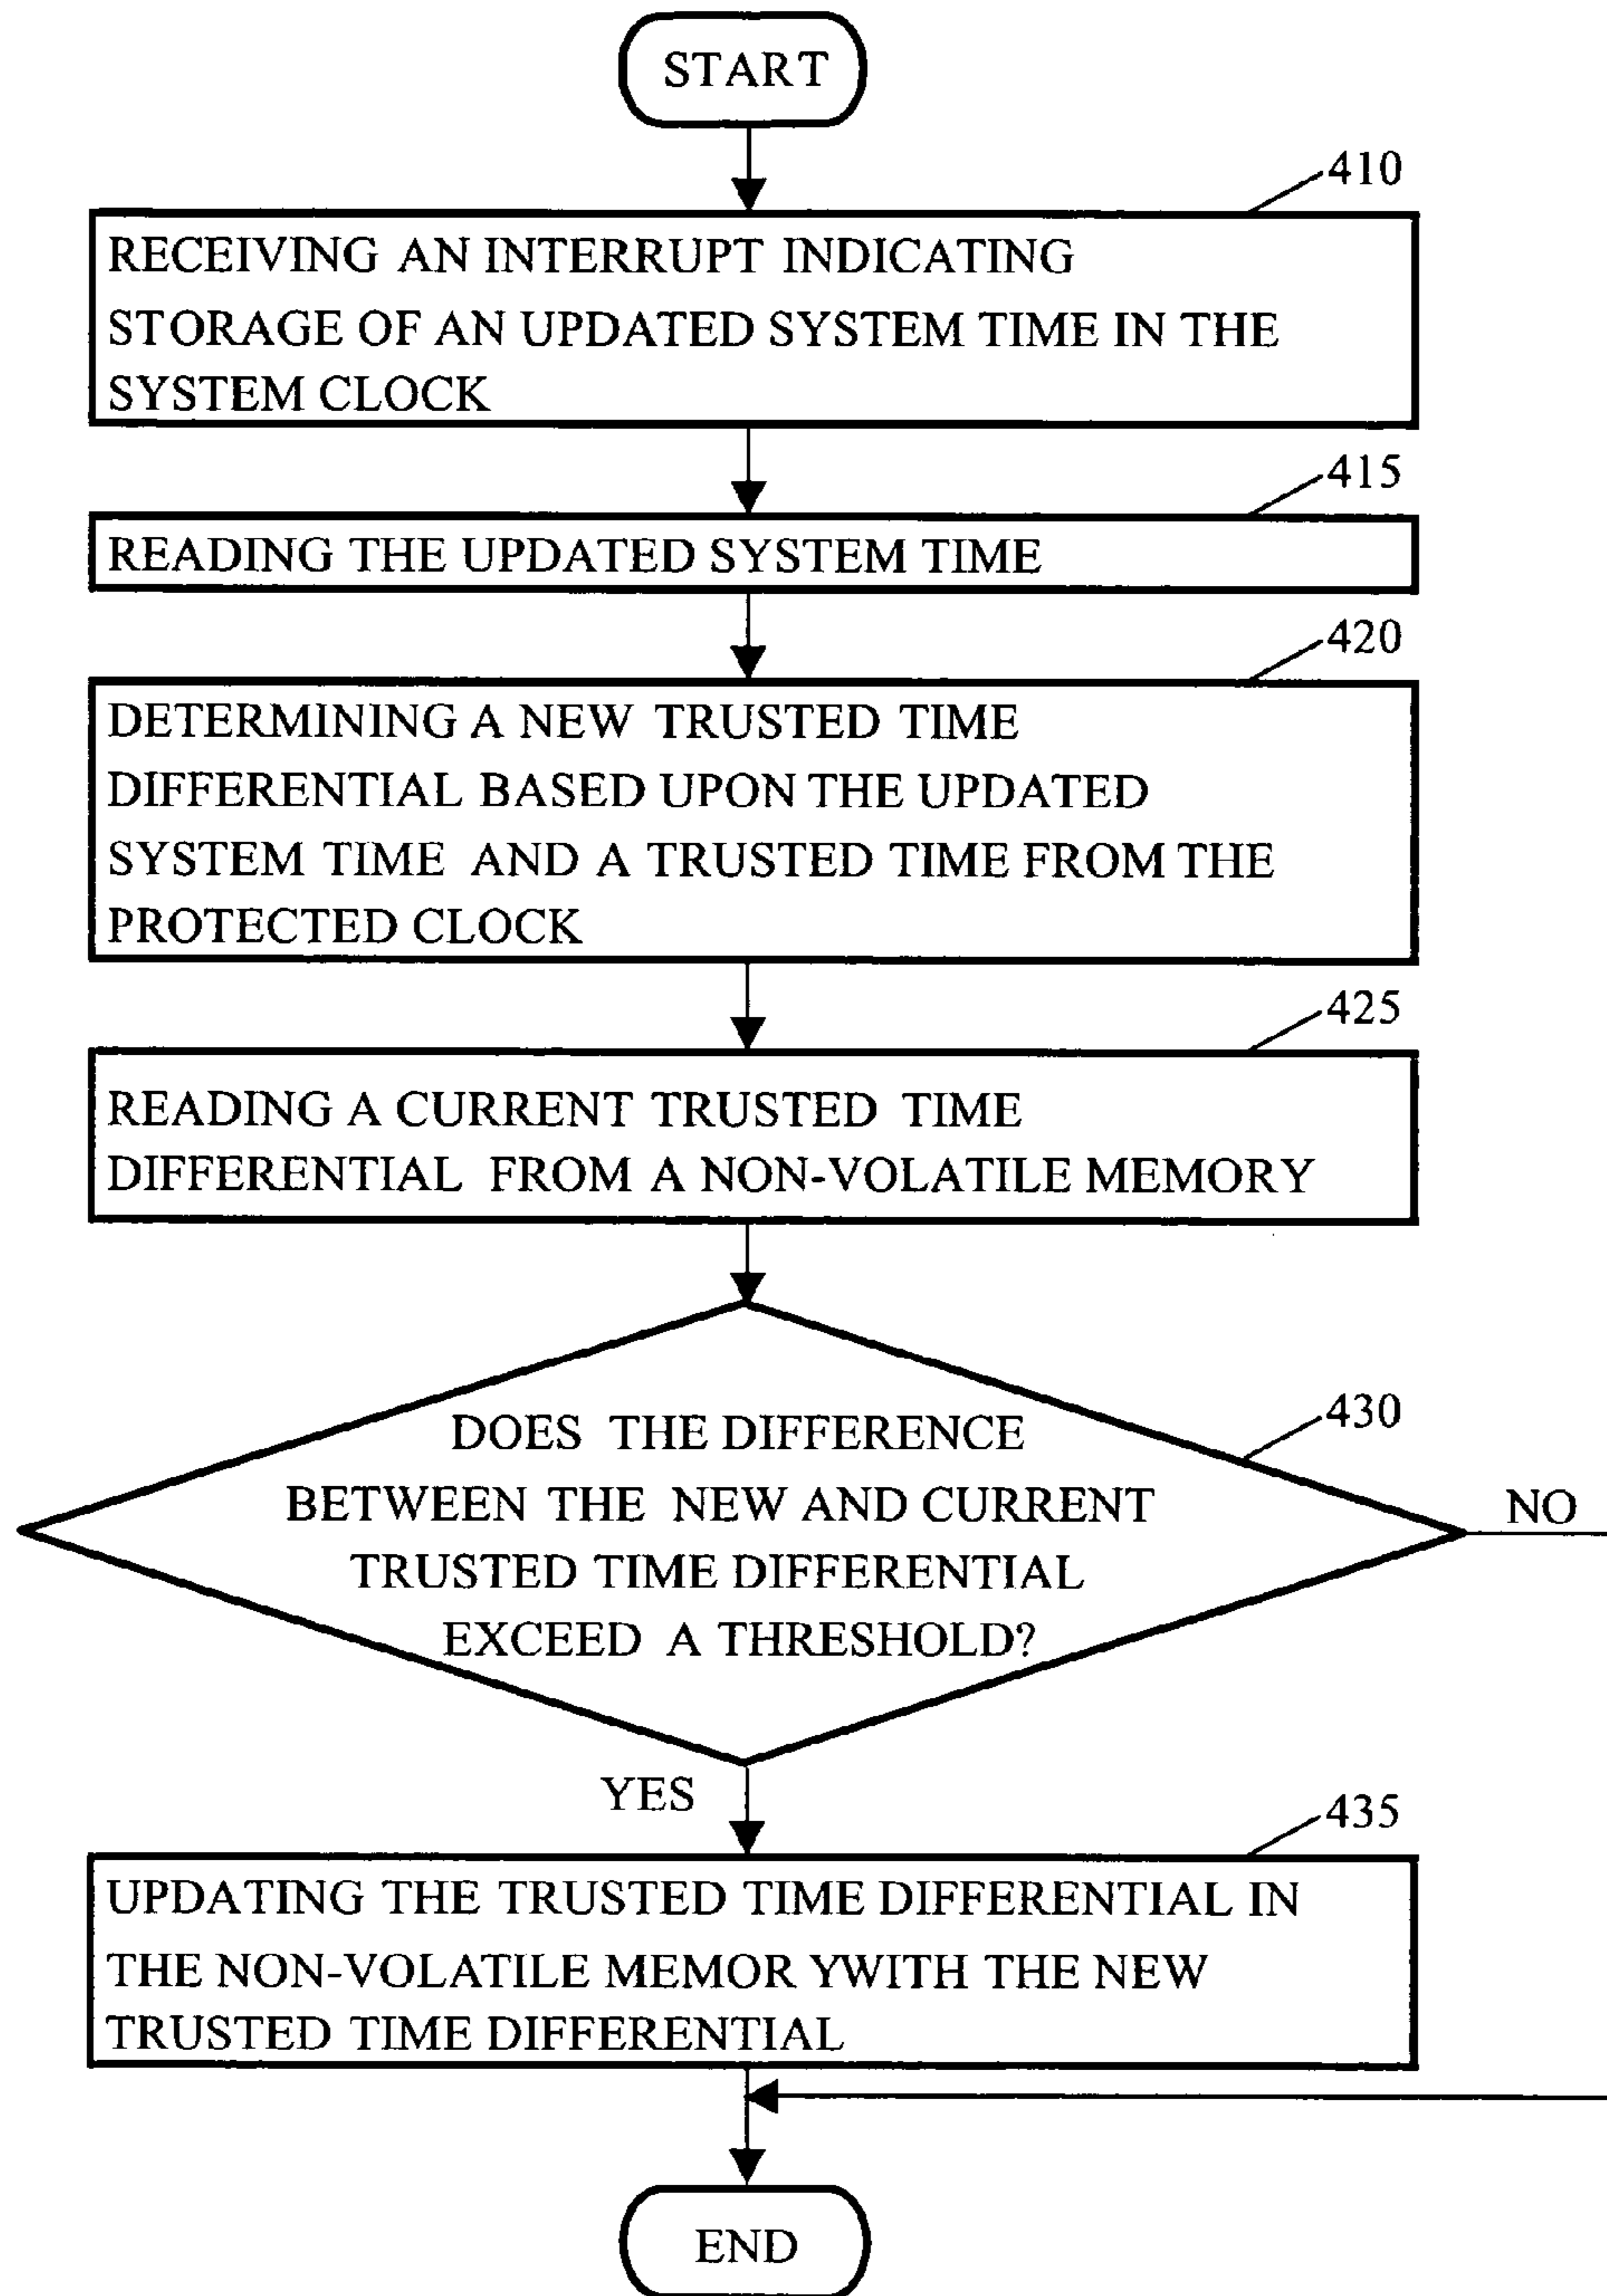 START
410
RECEIVING AN INTERRUPT INDICATING
STORAGE OF AN UPDATED SYSTEM TIME IN THE
SYSTEM CLOCK
415
READING THE UPDATED SYSTEM TIME
420
DETERMINING A NEW TRUSTED TIME
DIFFERENTIAL BASED UPON THE UPDATED
SYSTEM TIME AND A TRUSTED TIME FROM THE
PROTECTED CLOCK
425
READING A CURRENT TRUSTED TIME
DIFFERENTIAL FROM A NON-VOLATILE MEMORY
430
DOES THE DIFFERENCE
BETWEEN THE NEW AND CURRENT
TRUSTED TIME DIFFERENTIAL
EXCEED A THRESHOLD?
NO
YES
435
UPDATING THE TRUSTED TIME DIFFERENTIAL IN
THE NON-VOLATILE MEMOR YWITH THE NEW
TRUSTED TIME DIFFERENTIAL
END